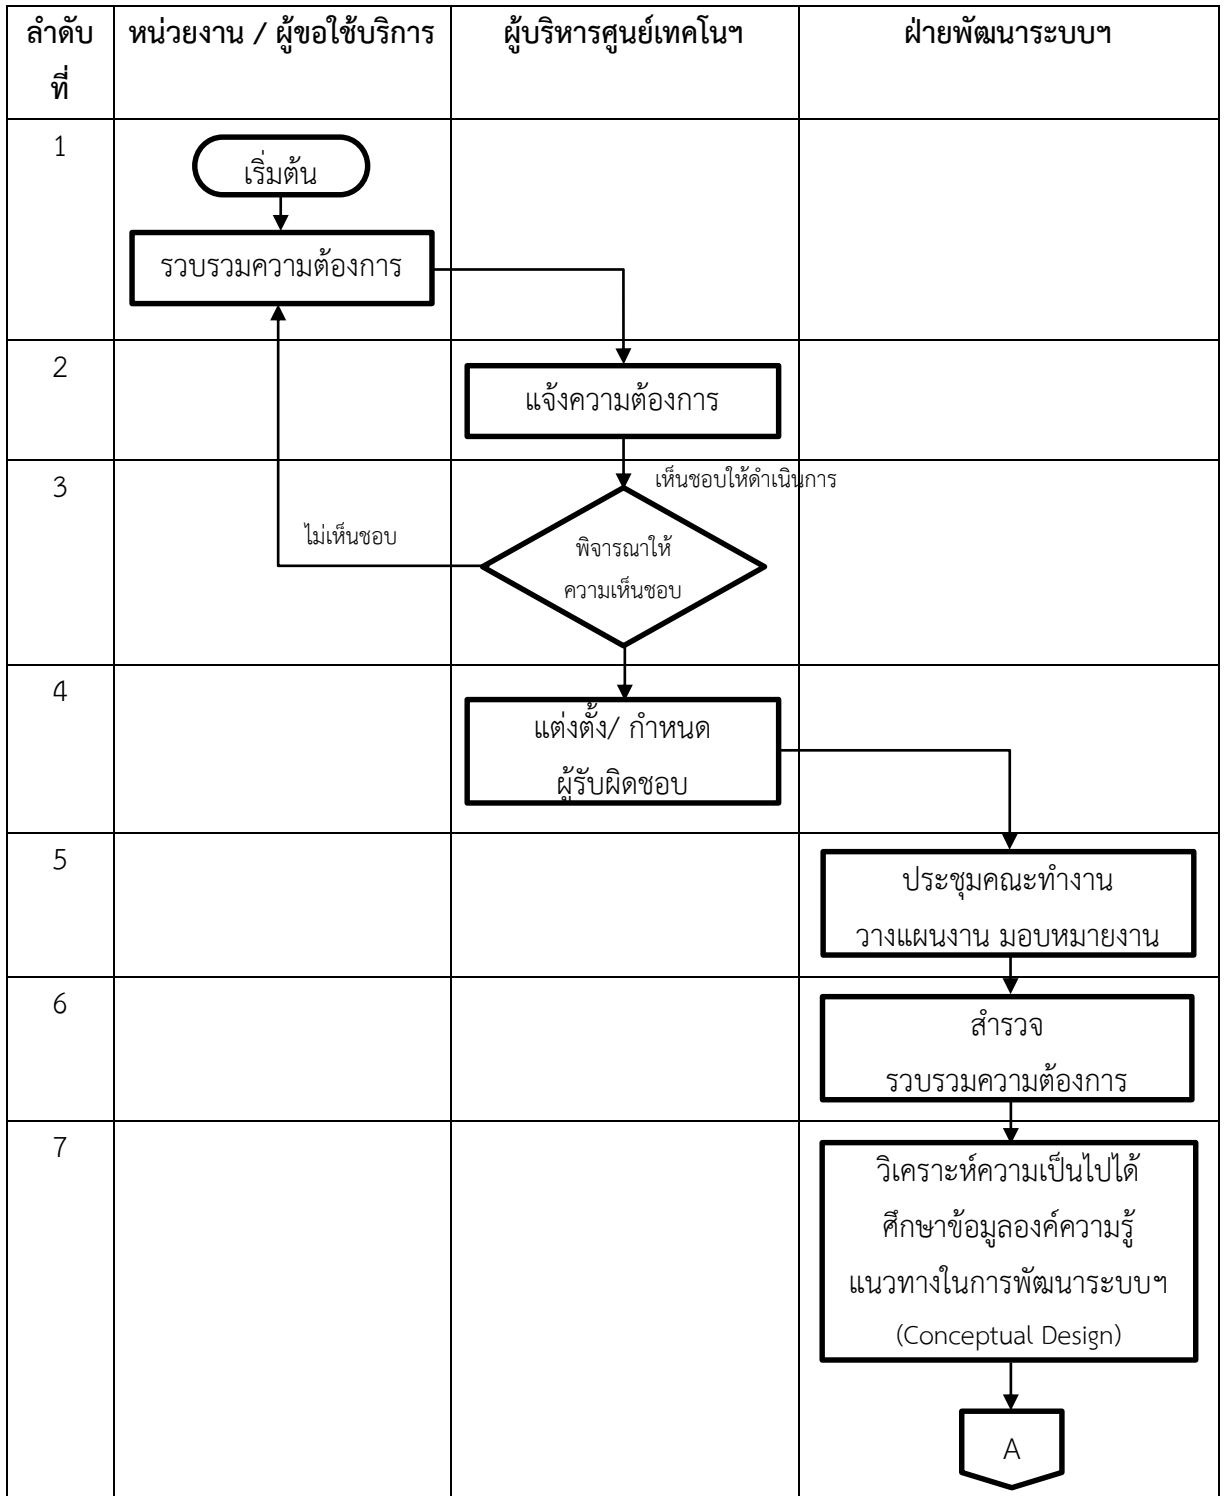 ลำดับ
ที่
หน่วยงาน / ผู้ขอใช้บริการ
ผู้บริหารศูนย์เทคโนฯ
ฝ่ายพัฒนาระบบฯ
1
เริ่มต้น
รวบรวมความต้องการ
2
แจ้งความต้องการ
3
เห็นชอบให้ดำเนินการ
ไม่เห็นชอบ
พิจารณาให้
ความเห็นชอบ
4
แต่งตั้ง/ กำหนด
ผู้รับผิดชอบ
5
ประชุมคณะทำงาน
วางแผนงาน มอบหมายงาน
6
สำรวจ
รวบรวมความต้องการ
7
วิเคราะห์ความเป็นไปได้
ศึกษาข้อมูลองค์ความรู้
แนวทางในการพัฒนาระบบฯ
(Conceptual Design)
A